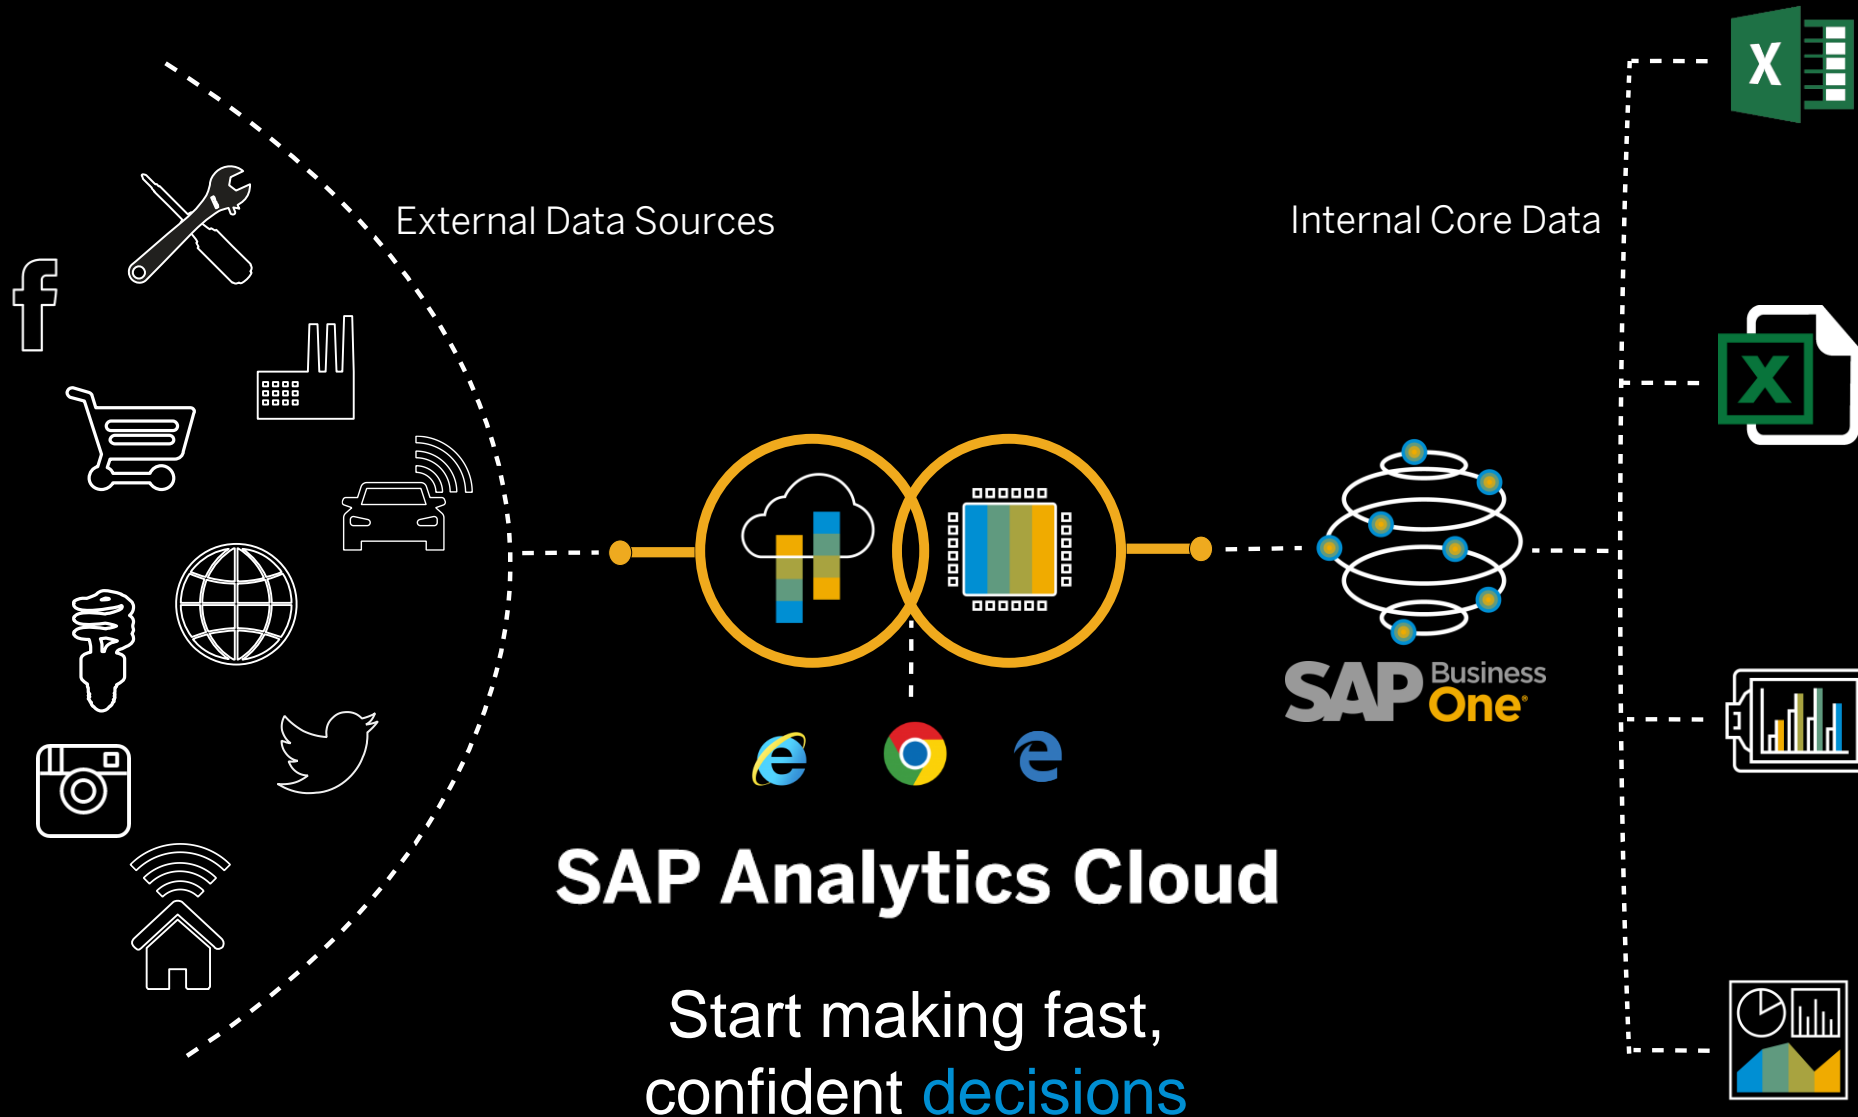 External Data Sources
Internal Core Data
X
X
SAP Business
One®
SAP Analytics Cloud
Start making fast,
confident decisions